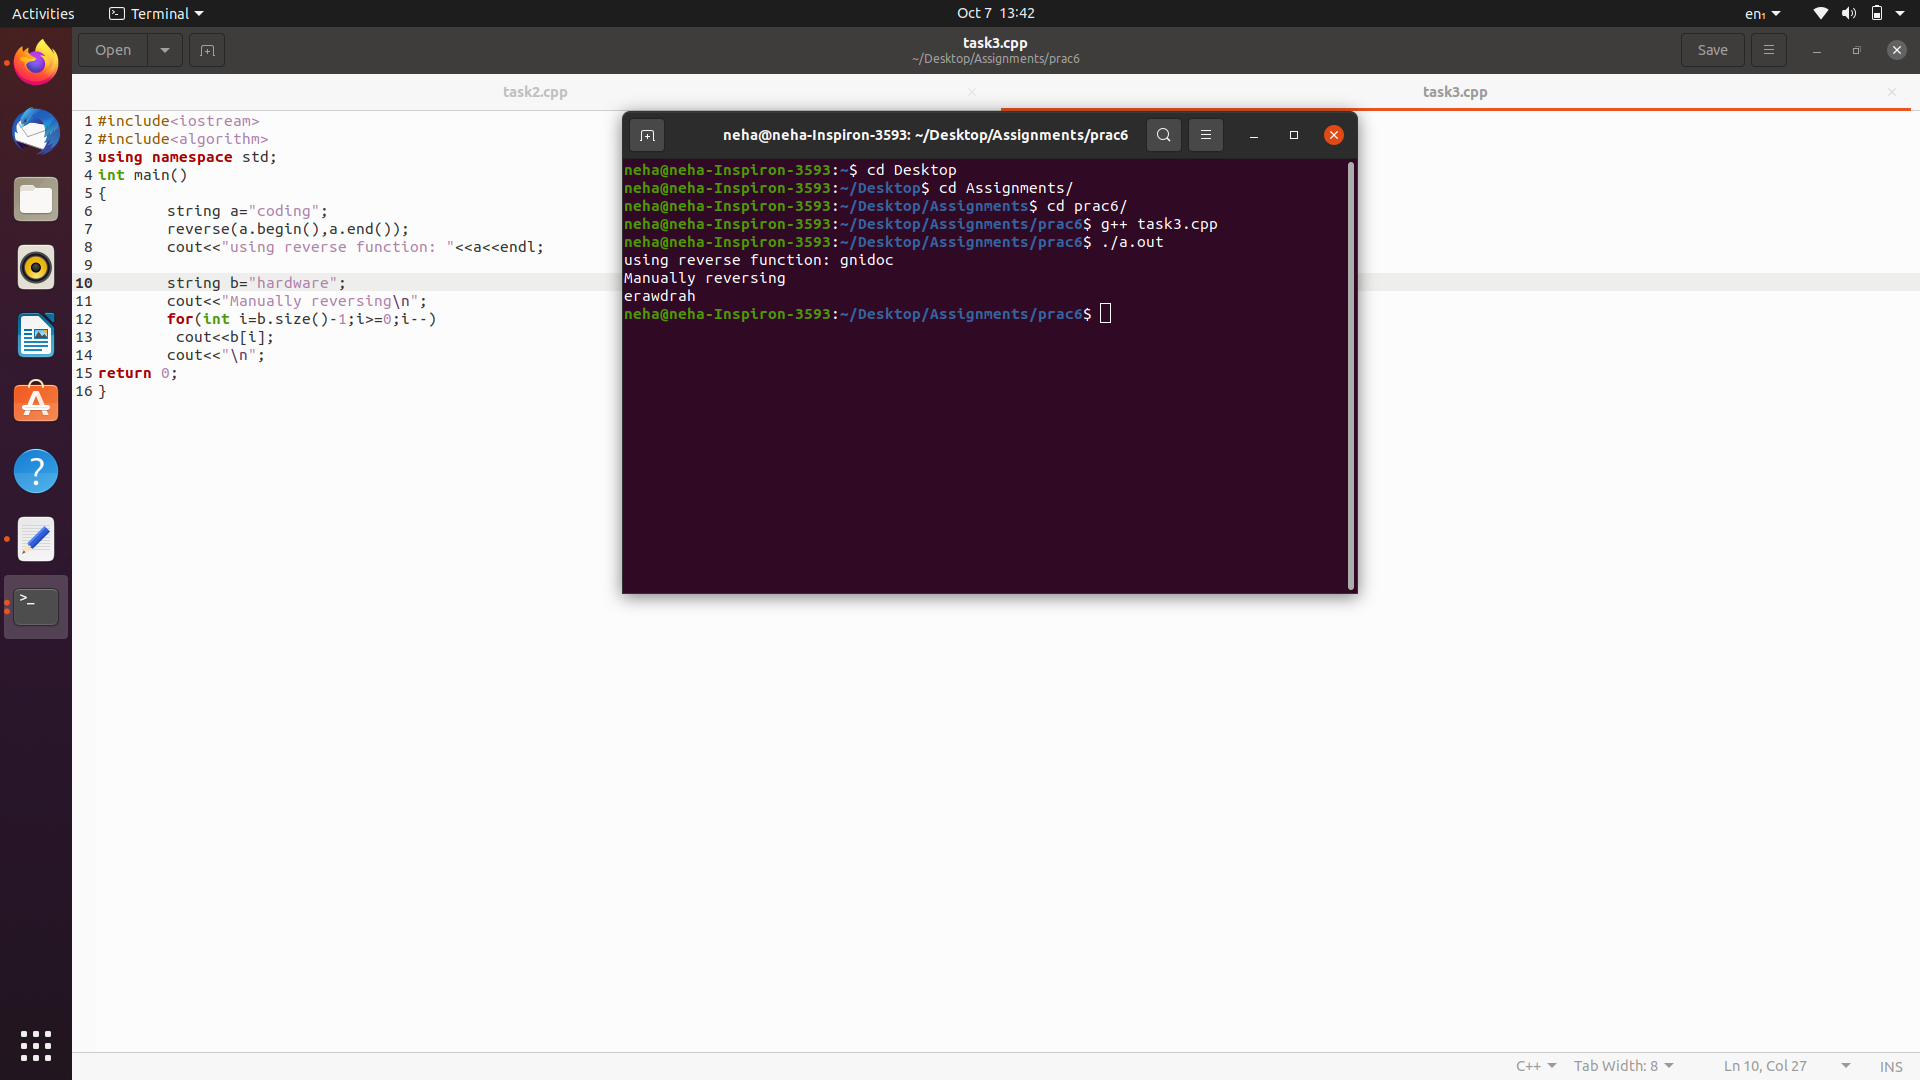 Activities
Terminal
Oct 7 13:42
en₁
Open
task3.cpp
~/Desktop/Assignments/prac6
Save
task2.cpp
task3.cpp
1 #include<iostream>
2 #include<algorithm>
3 using namespace std;
4 int main()
5 {
6 string a="coding";
7 reverse(a.begin(),a.end());
8 cout<<"using reverse function: "<<a<<endl;
9
10 string b="hardware";
11 cout<<"Manually reversing\n";
12 for(int i=b.size()-1;i>=0;i--)
13 cout<<b[i];
14 cout<<"\n";
15 return 0;
16 }
neha@neha-Inspiron-3593: ~/Desktop/Assignments/prac6
neha@neha-Inspiron-3593:~$ cd Desktop
neha@neha-Inspiron-3593:~/Desktop$ cd Assignments/
neha@neha-Inspiron-3593:~/Desktop/Assignments$ cd prac6/
neha@neha-Inspiron-3593:~/Desktop/Assignments/prac6$ g++ task3.cpp
neha@neha-Inspiron-3593:~/Desktop/Assignments/prac6$ ./a.out
using reverse function: gnidoc
Manually reversing
erawdrah
neha@neha-Inspiron-3593:~/Desktop/Assignments/prac6$
C++
Tab Width: 8
Ln 10, Col 27
INS